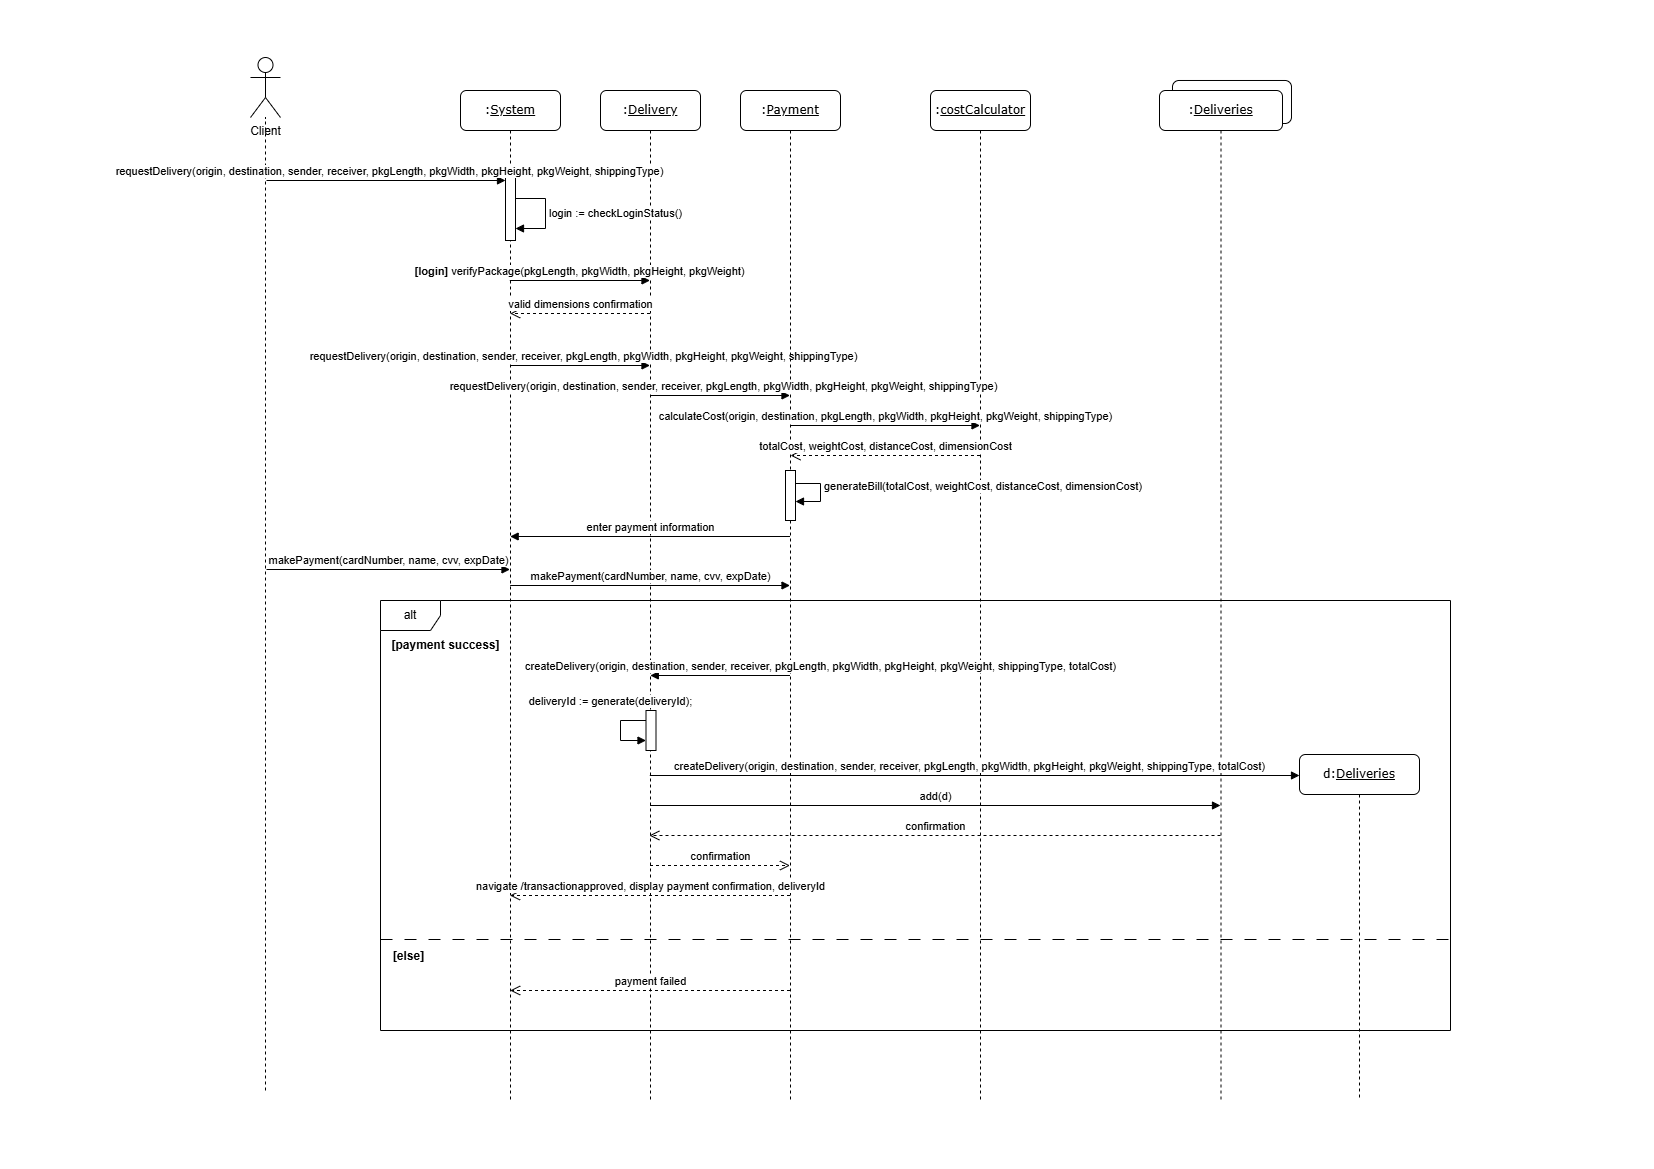 Client
:System
:Delivery
:Payment
:costCalculator
:Deliveries
requestDelivery(origin, destination, sender, receiver, pkgLength, pkgWidth, pkgHeight, pkgWeight, shippingType)
login := checkLoginStatus()
[login] verifyPackage(pkgLength, pkgWidth, pkgHeight, pkgWeight)
valid dimensions confirmation
requestDelivery(origin, destination, sender, receiver, pkgLength, pkgWidth, pkgHeight, pkgWeight, shippingType)
requestDelivery(origin, destination, sender, receiver, pkgLength, pkgWidth, pkgHeight, pkgWeight, shippingType)
calculateCost(origin, destination, pkgLength, pkgWidth, pkgHeight, pkgWeight, shippingType)
totalCost, weightCost, distanceCost, dimensionCost
generateBill(totalCost, weightCost, distanceCost, dimensionCost)
enter payment information
makePayment(cardNumber, name, cvv, expDate)
makePayment(cardNumber, name, cvv, expDate)
alt
[payment success]
createDelivery(origin, destination, sender, receiver, pkgLength, pkgWidth, pkgHeight, pkgWeight, shippingType, totalCost)
deliveryId := generate(deliveryId);
createDelivery(origin, destination, sender, receiver, pkgLength, pkgWidth, pkgHeight, pkgWeight, shippingType, totalCost)
d:Deliveries
add(d)
confirmation
confirmation
navigate /transactionapproved, display payment confirmation, deliveryId
[else]
payment failed